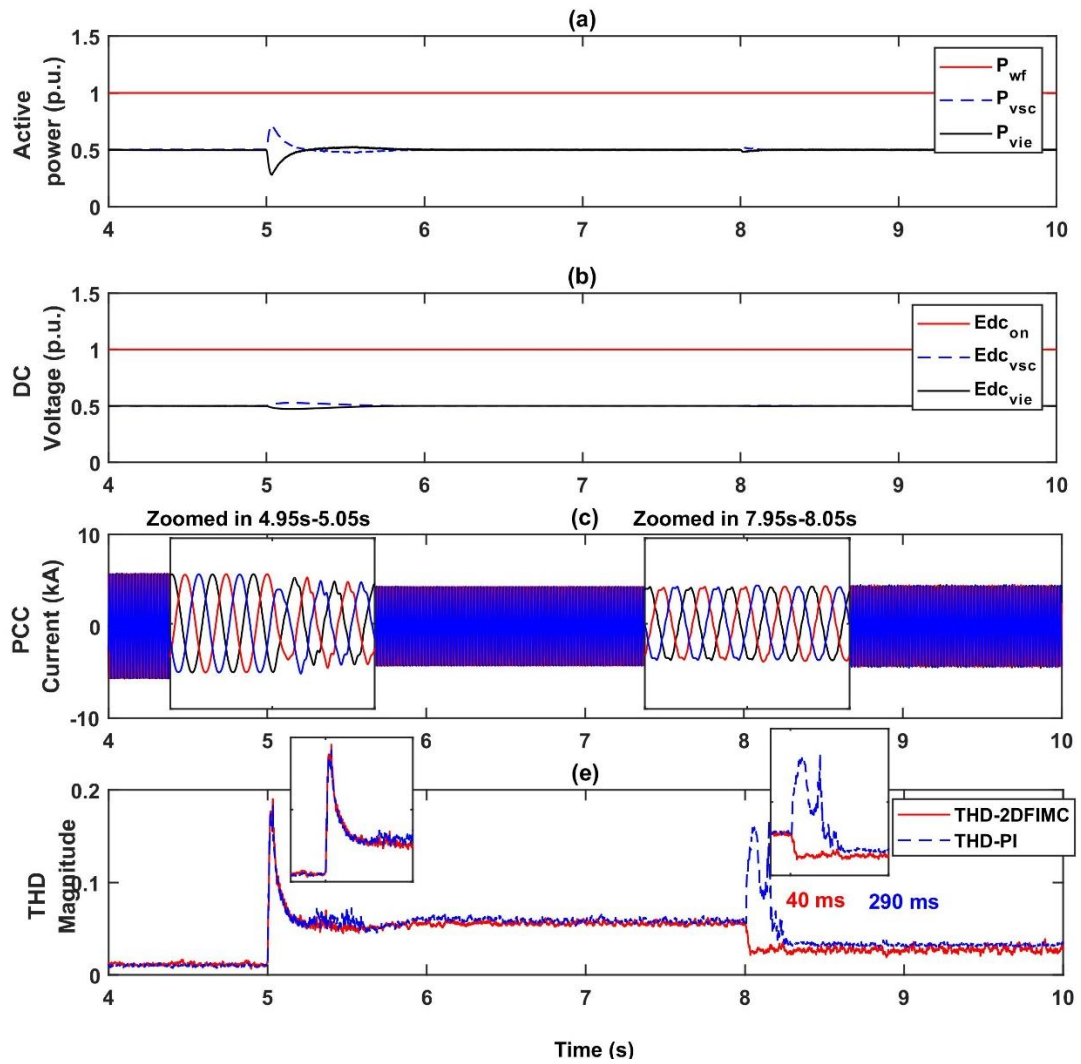 (a)
1.5
1
0.5
0
Active
power (p.u.)
P_wf
P_vsc
P_vie
4 5 6 7 8 9 10
(b)
1.5
1
0.5
0
DC
Voltage (p.u.)
Edc_on
Edc_vsc
Edc_vie
4 5 6 7 8 9 10
Zoomed in 4.95s-5.05s
(c)
Zoomed in 7.95s-8.05s
10
0
-10
PCC
Current (kA)
4 5 6 7 8 9 10
(e)
0.2
0.1
0
THD
Magnitude
THD-2DFIMC
THD-PI
40 ms
290 ms
4 5 6 7 8 9 10
Time (s)